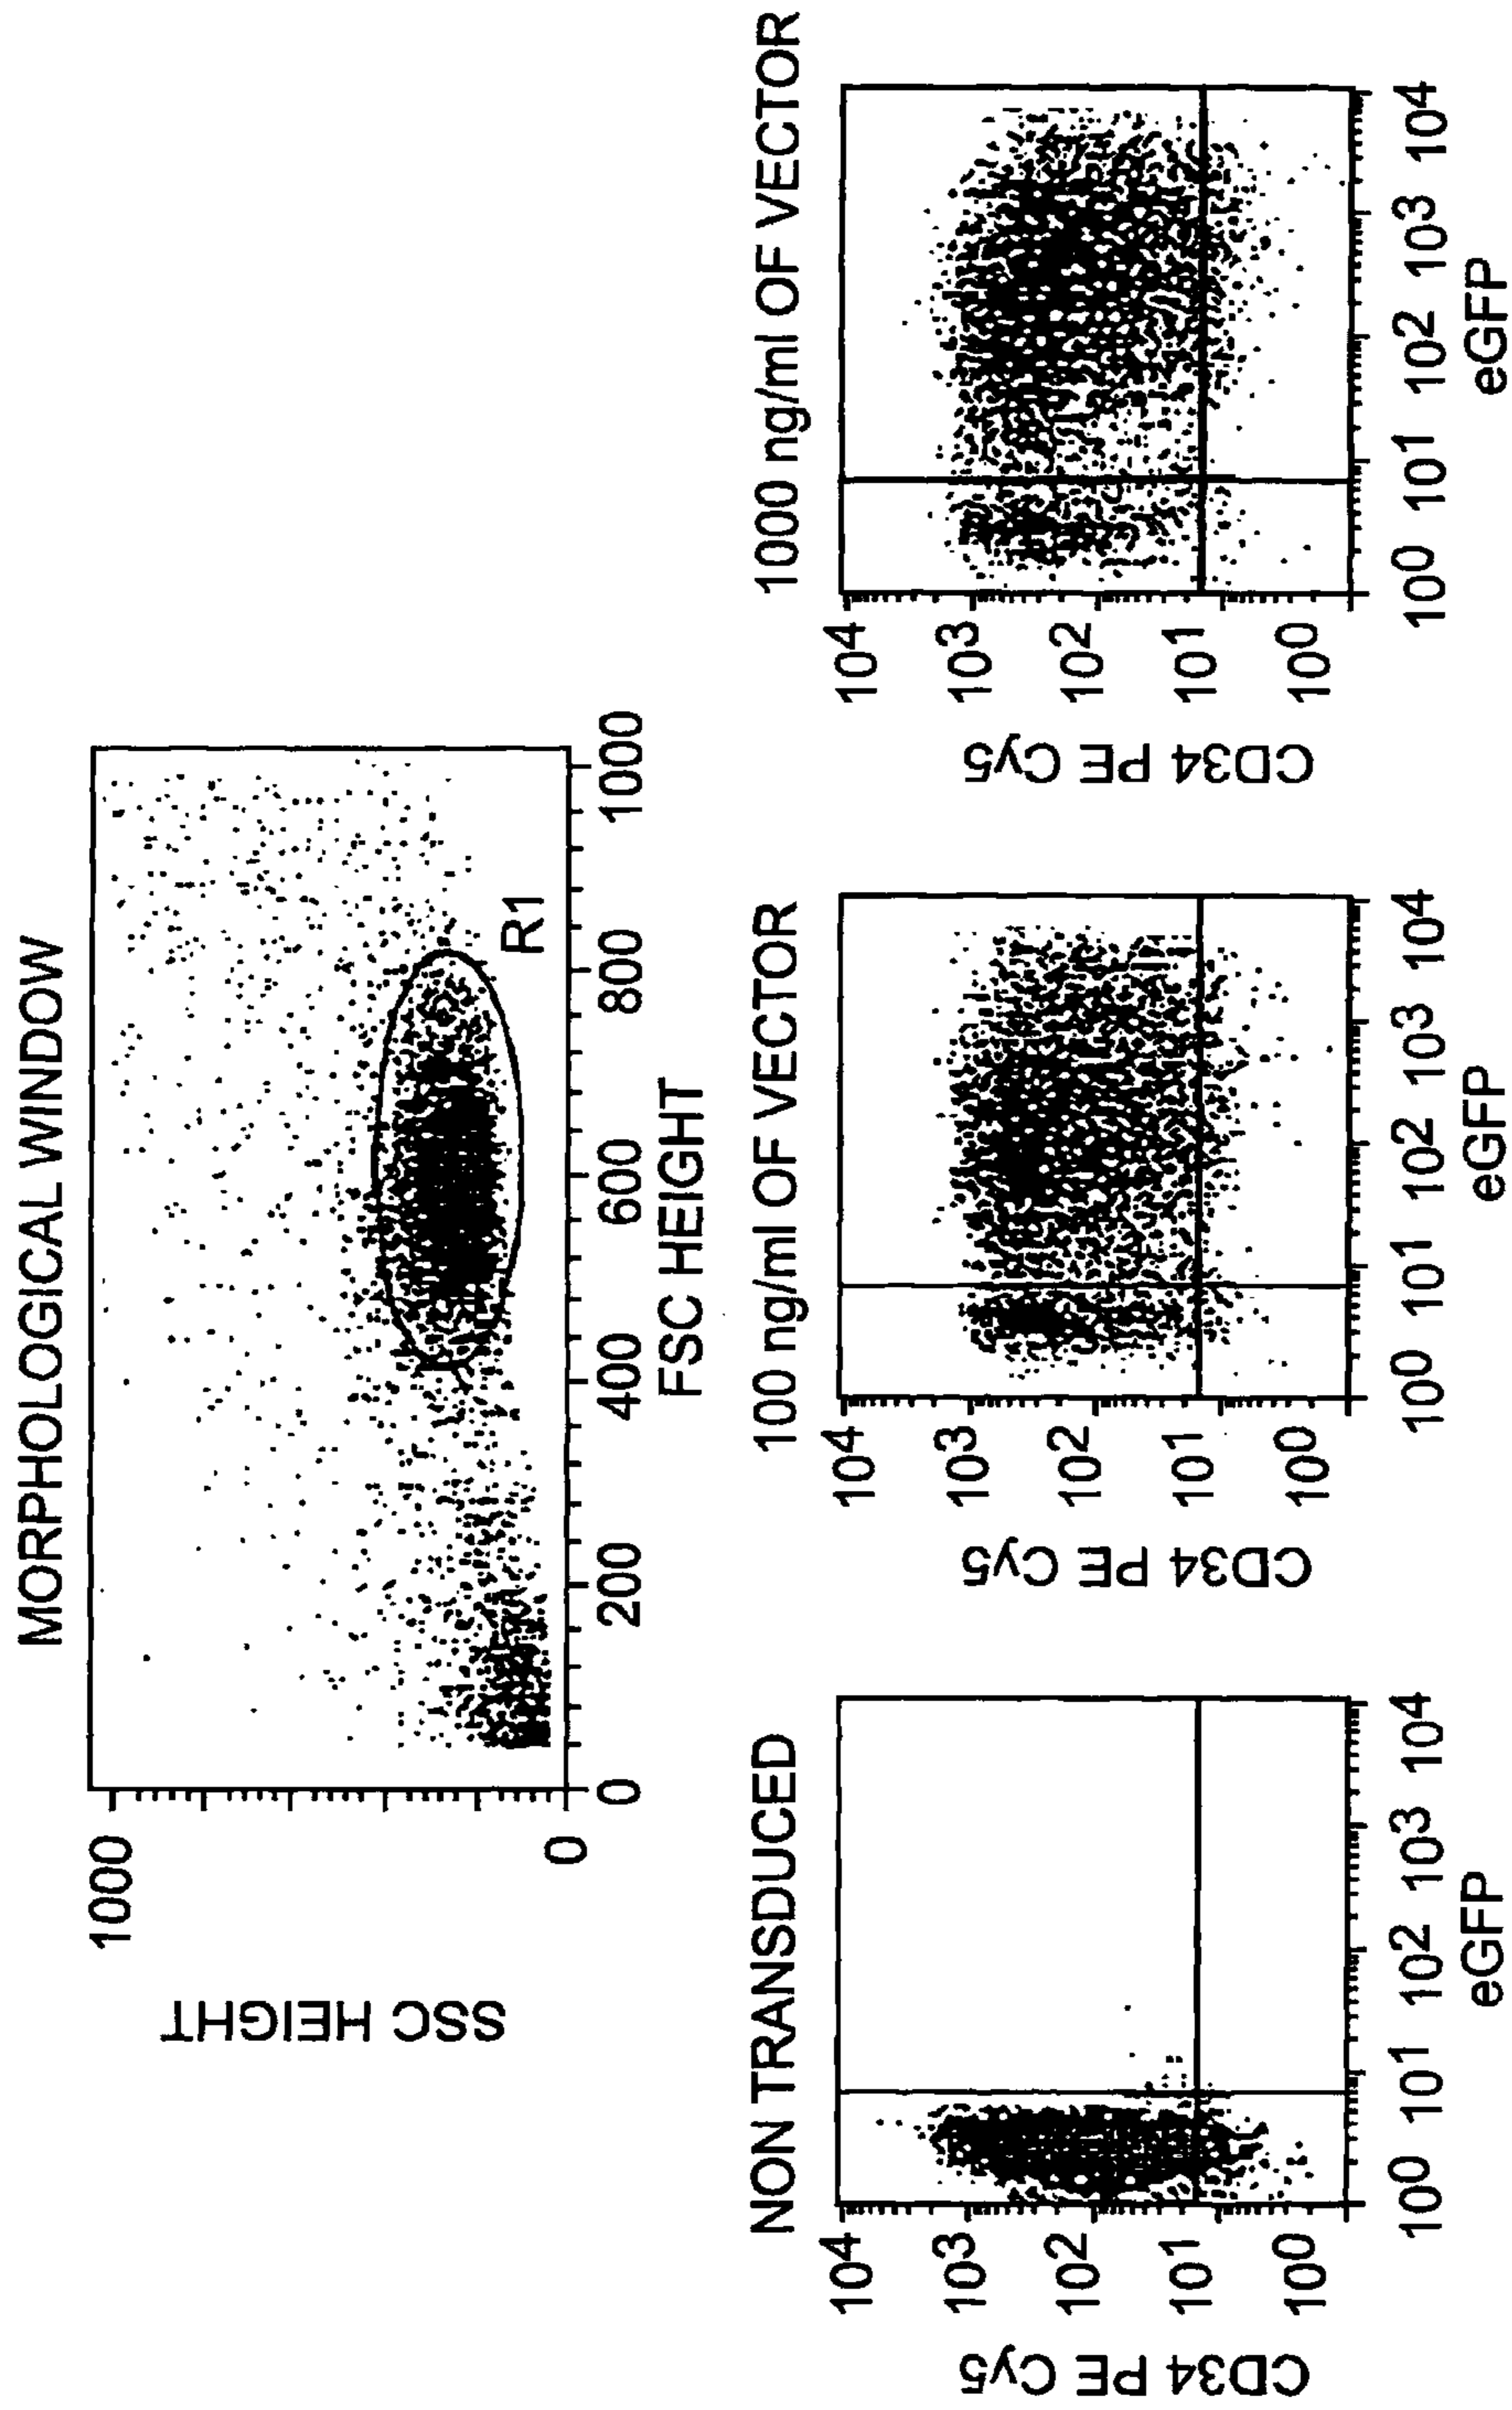 MORPHOLOGICAL WINDOW
1000
SSC HEIGHT
0
0 200 400 600 800 1000
FSC HEIGHT
R1
NON TRANSDUCED
10⁴
10³
10²
10¹
10⁰
CD34 PE Cy5
10⁰ 10¹ 10² 10³ 10⁴
eGFP
100 ng/ml OF VECTOR
10⁴
10³
10²
10¹
10⁰
CD34 PE Cy5
10⁰ 10¹ 10² 10³ 10⁴
eGFP
1000 ng/ml OF VECTOR
10⁴
10³
10²
10¹
10⁰
CD34 PE Cy5
10⁰ 10¹ 10² 10³ 10⁴
eGFP